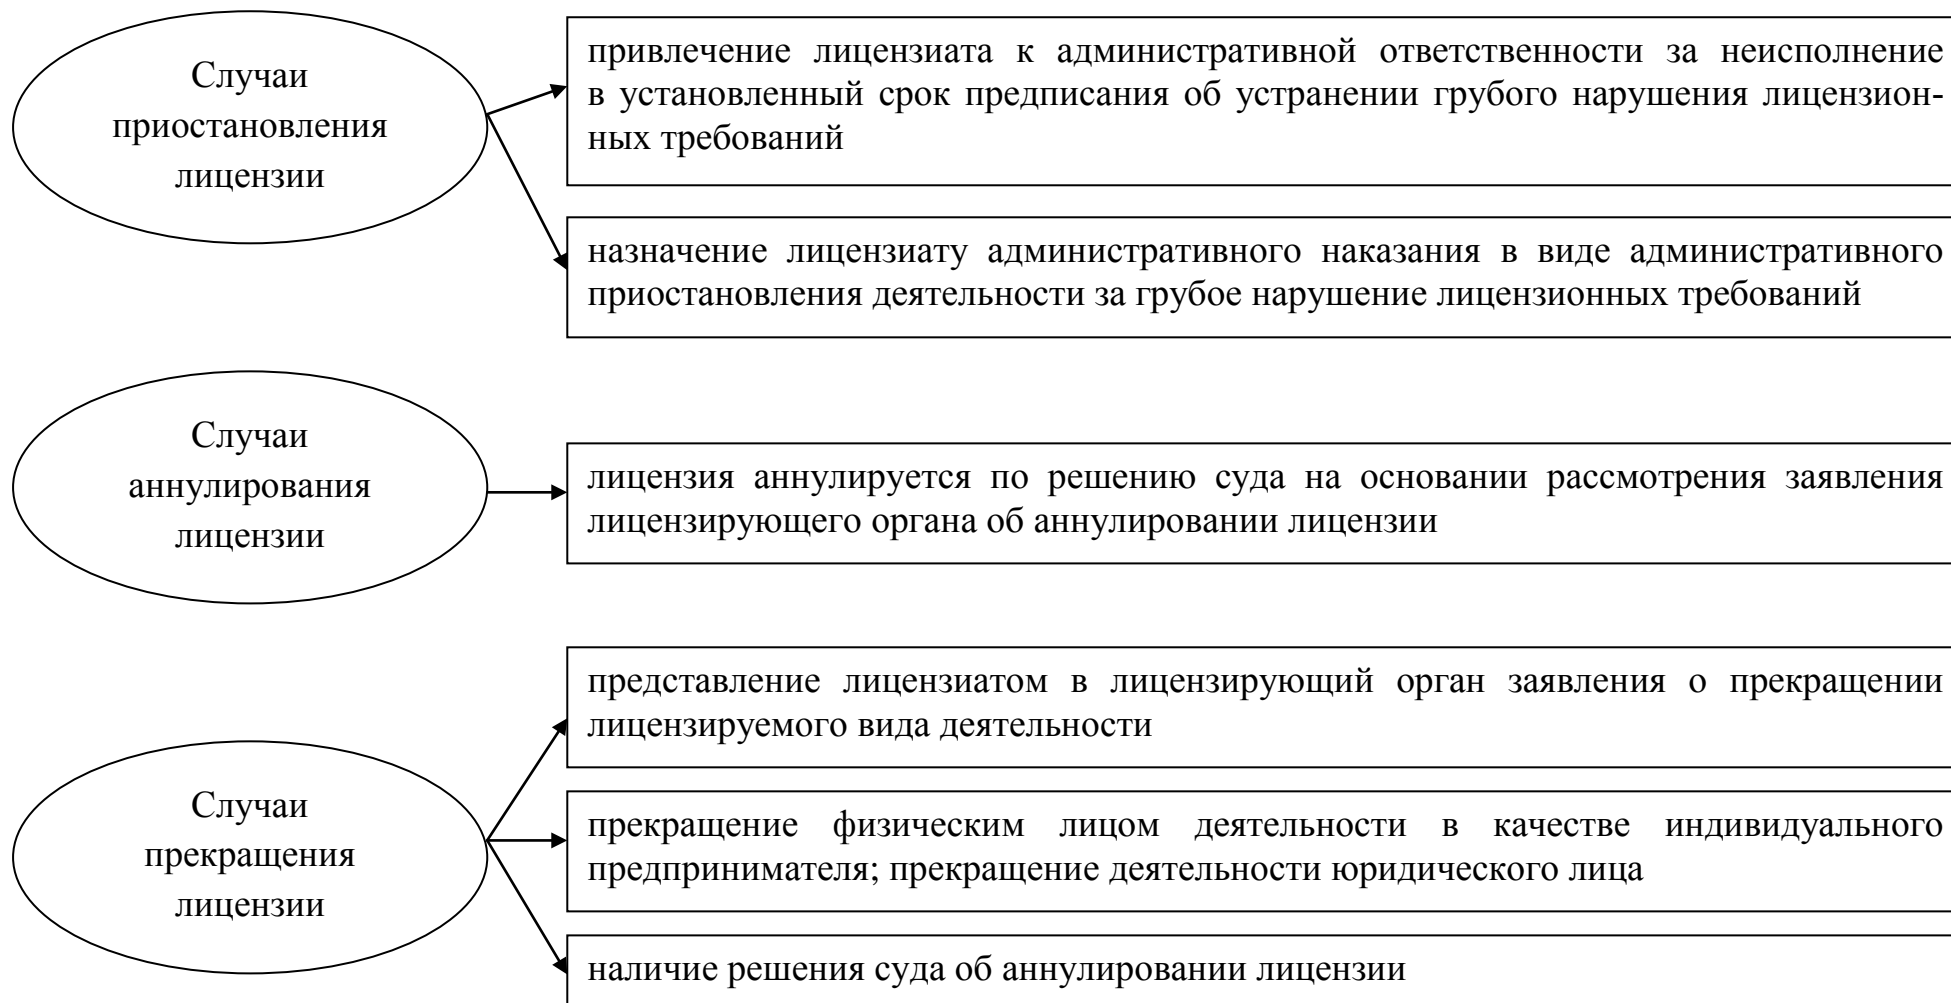 Случаи
приостановления
лицензии
привлечение лицензиата к административной ответственности за неисполнение
в установленный срок предписания об устранении грубого нарушения лицензион-
ных требований
назначение лицензиату административного наказания в виде административного
приостановления деятельности за грубое нарушение лицензионных требований
Случаи
аннулирования
лицензии
лицензия аннулируется по решению суда на основании рассмотрения заявления
лицензирующего органа об аннулировании лицензии
Случаи
прекращения
лицензии
представление лицензиатом в лицензирующий орган заявления о прекращении
лицензируемого вида деятельности
прекращение физическим лицом деятельности в качестве индивидуального
предпринимателя; прекращение деятельности юридического лица
наличие решения суда об аннулировании лицензии